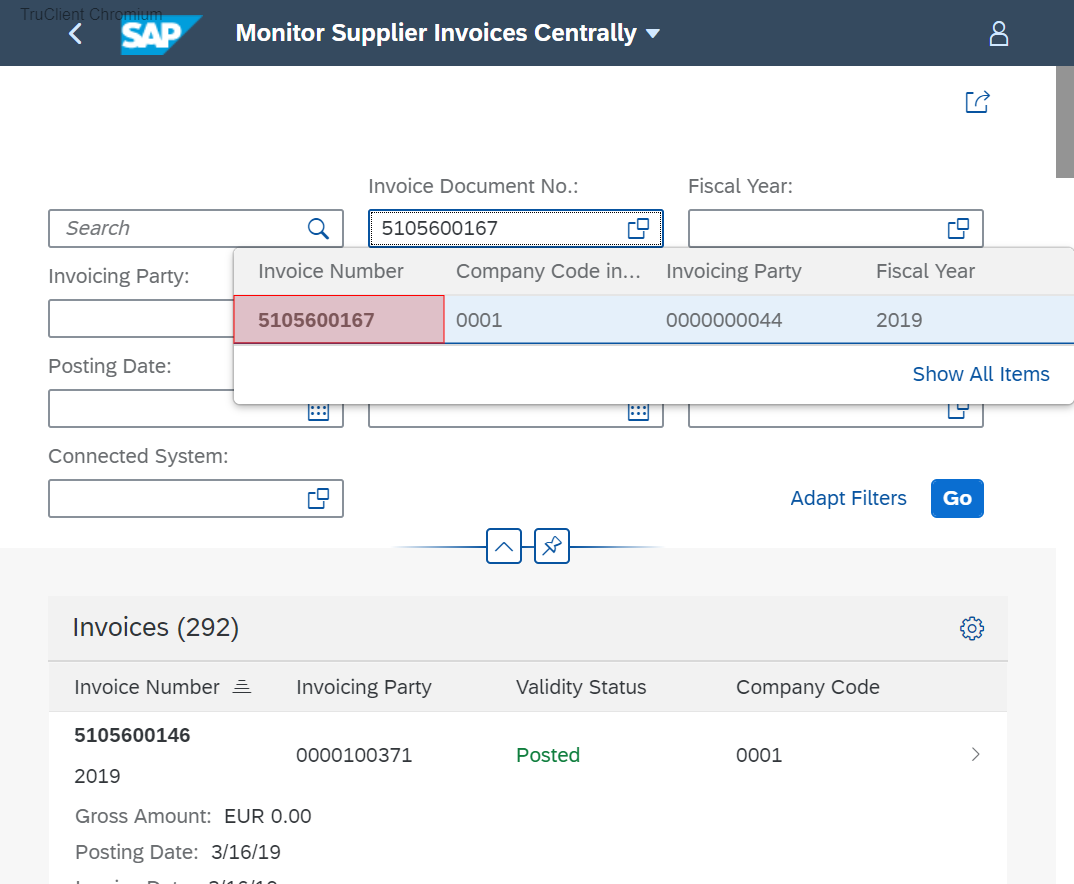 TruClient Chromium
SAP
Monitor Supplier Invoices Centrally
Invoice Document No.:
Fiscal Year:
Search
5105600167
Invoicing Party:
Invoice Number
Company Code in...
Invoicing Party
Fiscal Year
5105600167
0001
0000000044
2019
Posting Date:
Show All Items
Connected System:
Adapt Filters
Go
Invoices (292)
Invoice Number
Invoicing Party
Validity Status
Company Code
5105600146
0000100371
Posted
0001
2019
Gross Amount: EUR 0.00
Posting Date: 3/16/19